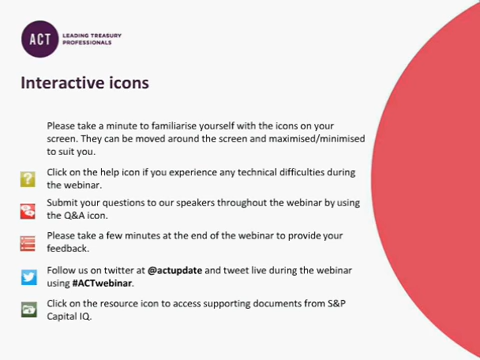 ACT
LEADING TREASURY
PROFESSIONALS
Interactive icons
Please take a minute to familiarise yourself with the icons on your
screen. They can be moved around the screen and maximised/minimised
to suit you.
?
Click on the help icon if you experience any technical difficulties during
the webinar.
Submit your questions to our speakers throughout the webinar by using
the Q&A icon.
Please take a few minutes at the end of the webinar to provide your
feedback.
Follow us on twitter at @actupdate and tweet live during the webinar
using #ACTwebinar.
Click on the resource icon to access supporting documents from S&P
Capital IQ.